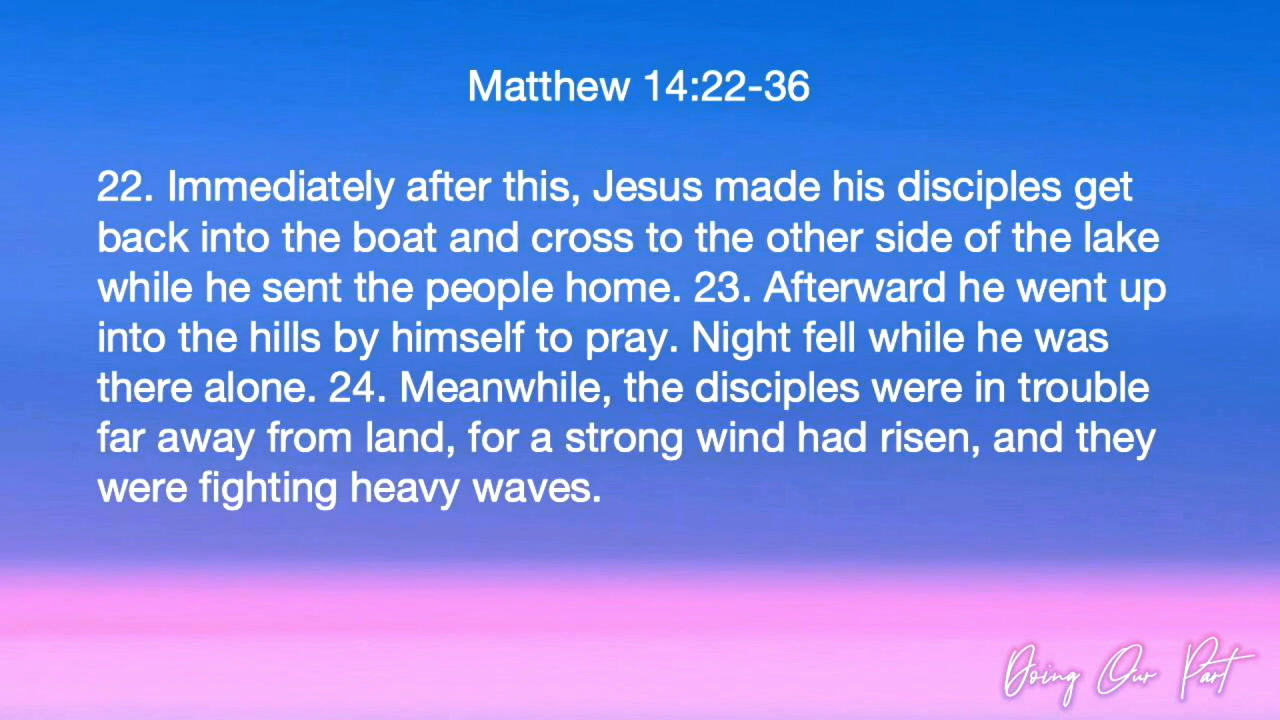 Matthew 14:22-36
22. Immediately after this, Jesus made his disciples get
back into the boat and cross to the other side of the lake
while he sent the people home. 23. Afterward he went up
into the hills by himself to pray. Night fell while he was
there alone. 24. Meanwhile, the disciples were in trouble
far away from land, for a strong wind had risen, and they
were fighting heavy waves.
Doing Our Part